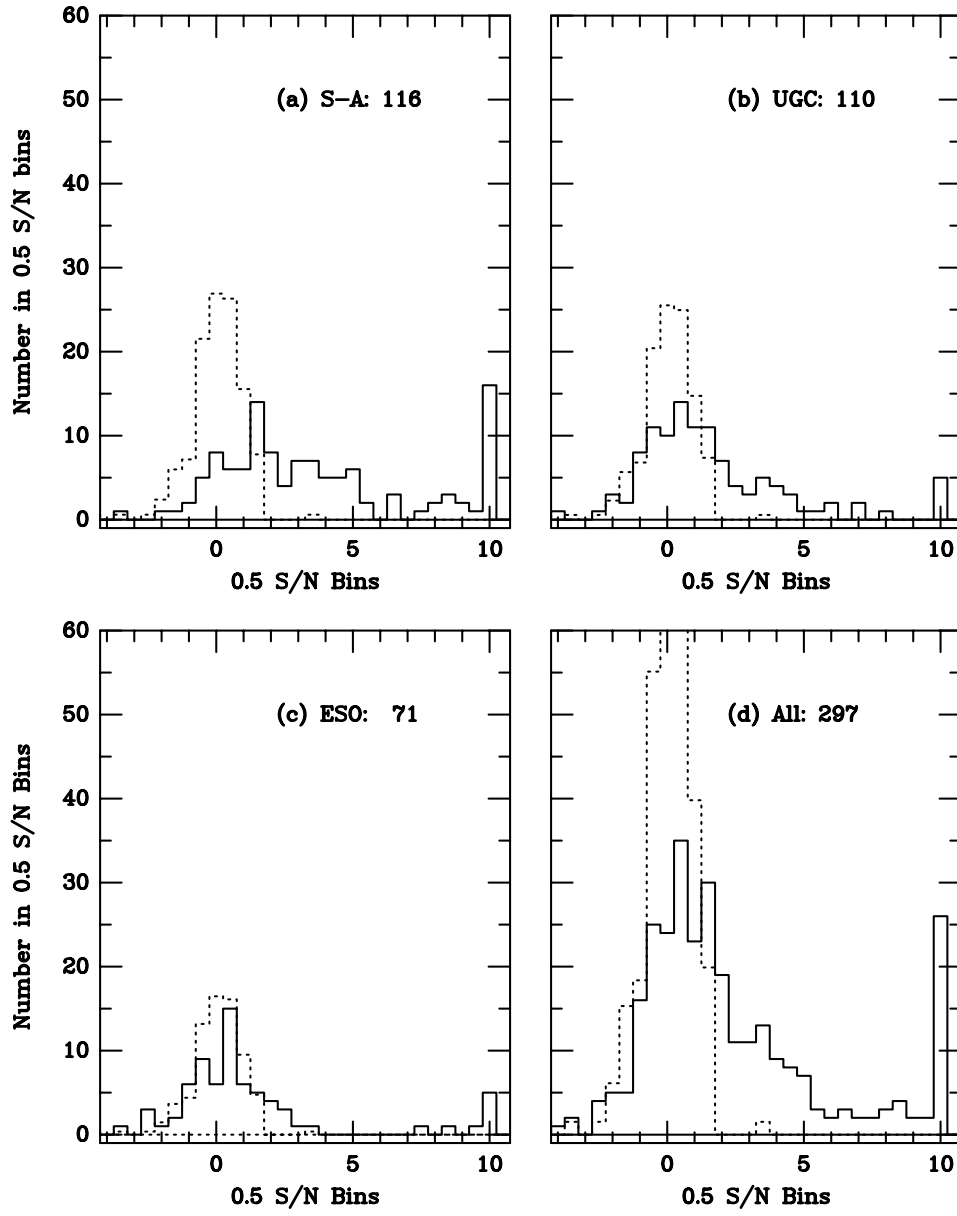 60
50
40
30
20
10
0
Number in 0.5 S/N bins
(a) S-A: 116
0 5 10
0.5 S/N Bins
(b) UGC: 110
0 5 10
0.5 S/N Bins
60
50
40
30
20
10
0
Number in 0.5 S/N Bins
(c) ESO: 71
0 5 10
0.5 S/N Bins
(d) All: 297
0 5 10
0.5 S/N Bins